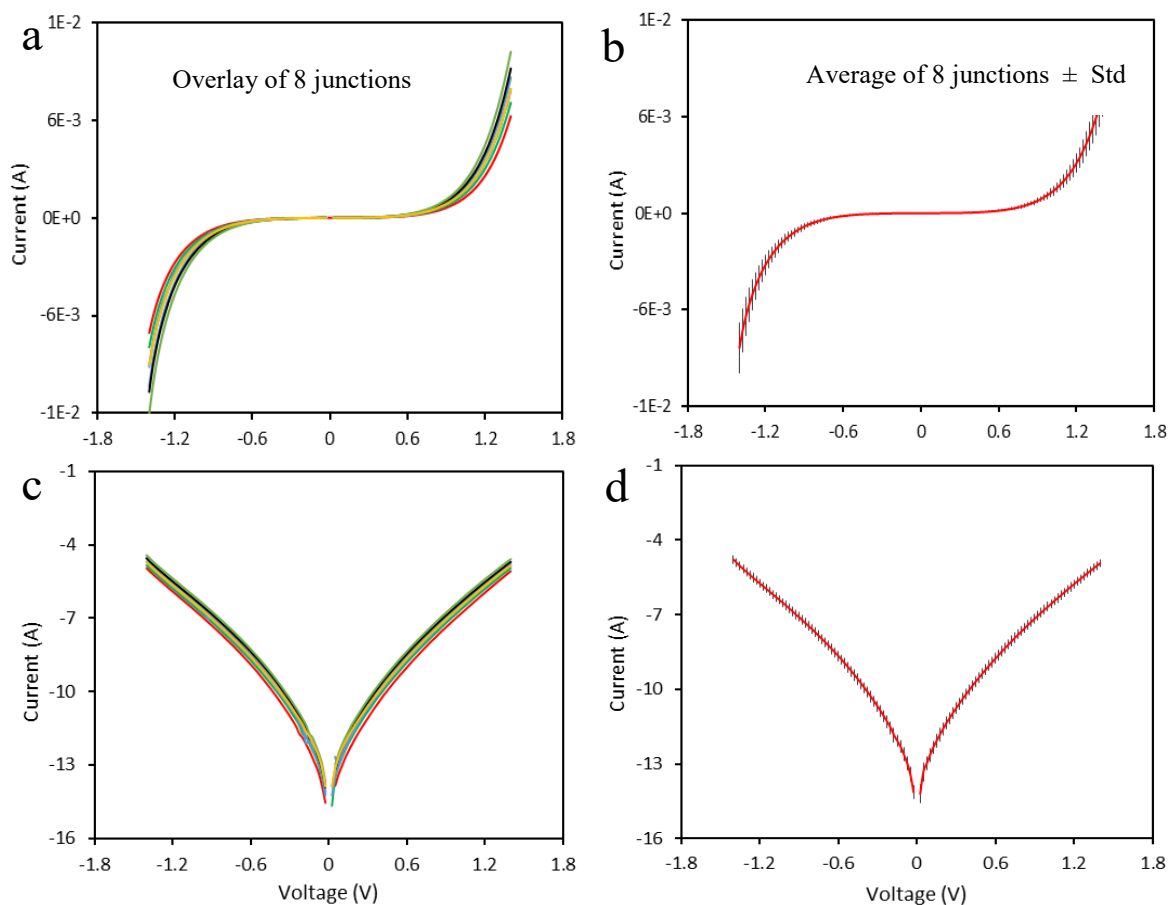 a
Overlay of 8 junctions
1E-2
6E-3
0E+0
-6E-3
-1E-2
Current (A)
-1.8 -1.2 -0.6 0 0.6 1.2 1.8
b
Average of 8 junctions ± Std
1E-2
6E-3
0E+0
-6E-3
-1E-2
Current (A)
-1.8 -1.2 -0.6 0 0.6 1.2 1.8
c
-1
-4
-7
-10
-13
-16
Current (A)
-1.8 -1.2 -0.6 0 0.6 1.2 1.8
Voltage (V)
d
-1
-4
-7
-10
-13
-16
Current (A)
-1.8 -1.2 -0.6 0 0.6 1.2 1.8
Voltage (V)